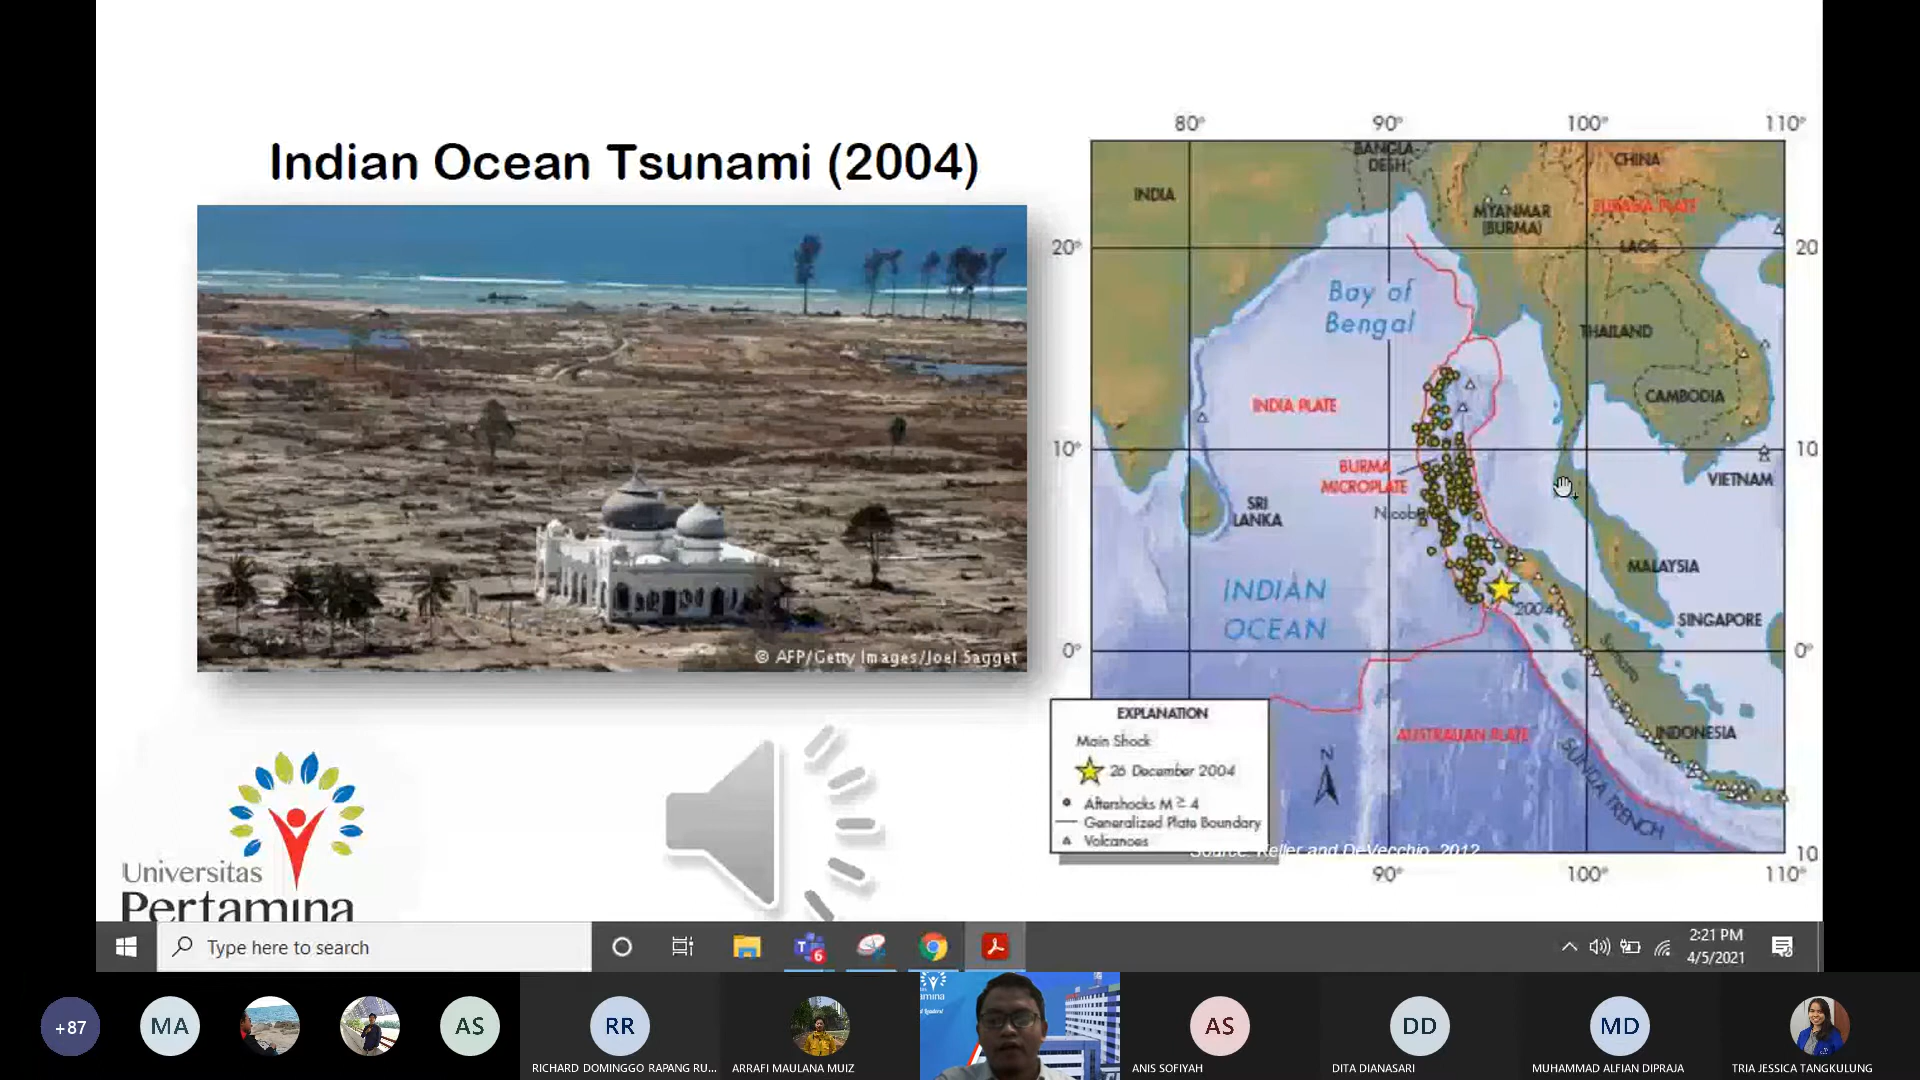 Indian Ocean Tsunami (2004)
© AFP/Getty Images/Joel Sagget
80° 90° 100° 110°
BANGLA-
DESH
CHINA
INDIA
MYANMAR
(BURMA)
EURASIA PLATE
LAOS
20° 20
Bay of
Bengal
THAILAND
CAMBODIA
INDIA PLATE
10° 10
BURMA
MICROPLATE
VIETNAM
SRI
LANKA
MALAYSIA
INDIAN
OCEAN
2004
SINGAPORE
0° 0°
Sumatra
INDONESIA
AUSTRALIAN PLATE
SUNDA TRENCH
N
EXPLANATION
Main Shock
26 December 2004
Aftershocks M ≥ 4
Generalized Plate Boundary
Volcanoes
Source: Keller and DeVecchio, 2012
10
90° 100° 110°
Universitas
Pertamina
Type here to search
6
2:21 PM
4/5/2021
+87
MA
AS
RR
RICHARD DOMINGGO RAPANG RU...
ARRAFI MAULANA MUIZ
AS
ANIS SOFIYAH
DD
DITA DIANASARI
MD
MUHAMMAD ALFIAN DIPRAJA
TRIA JESSICA TANGKULUNG